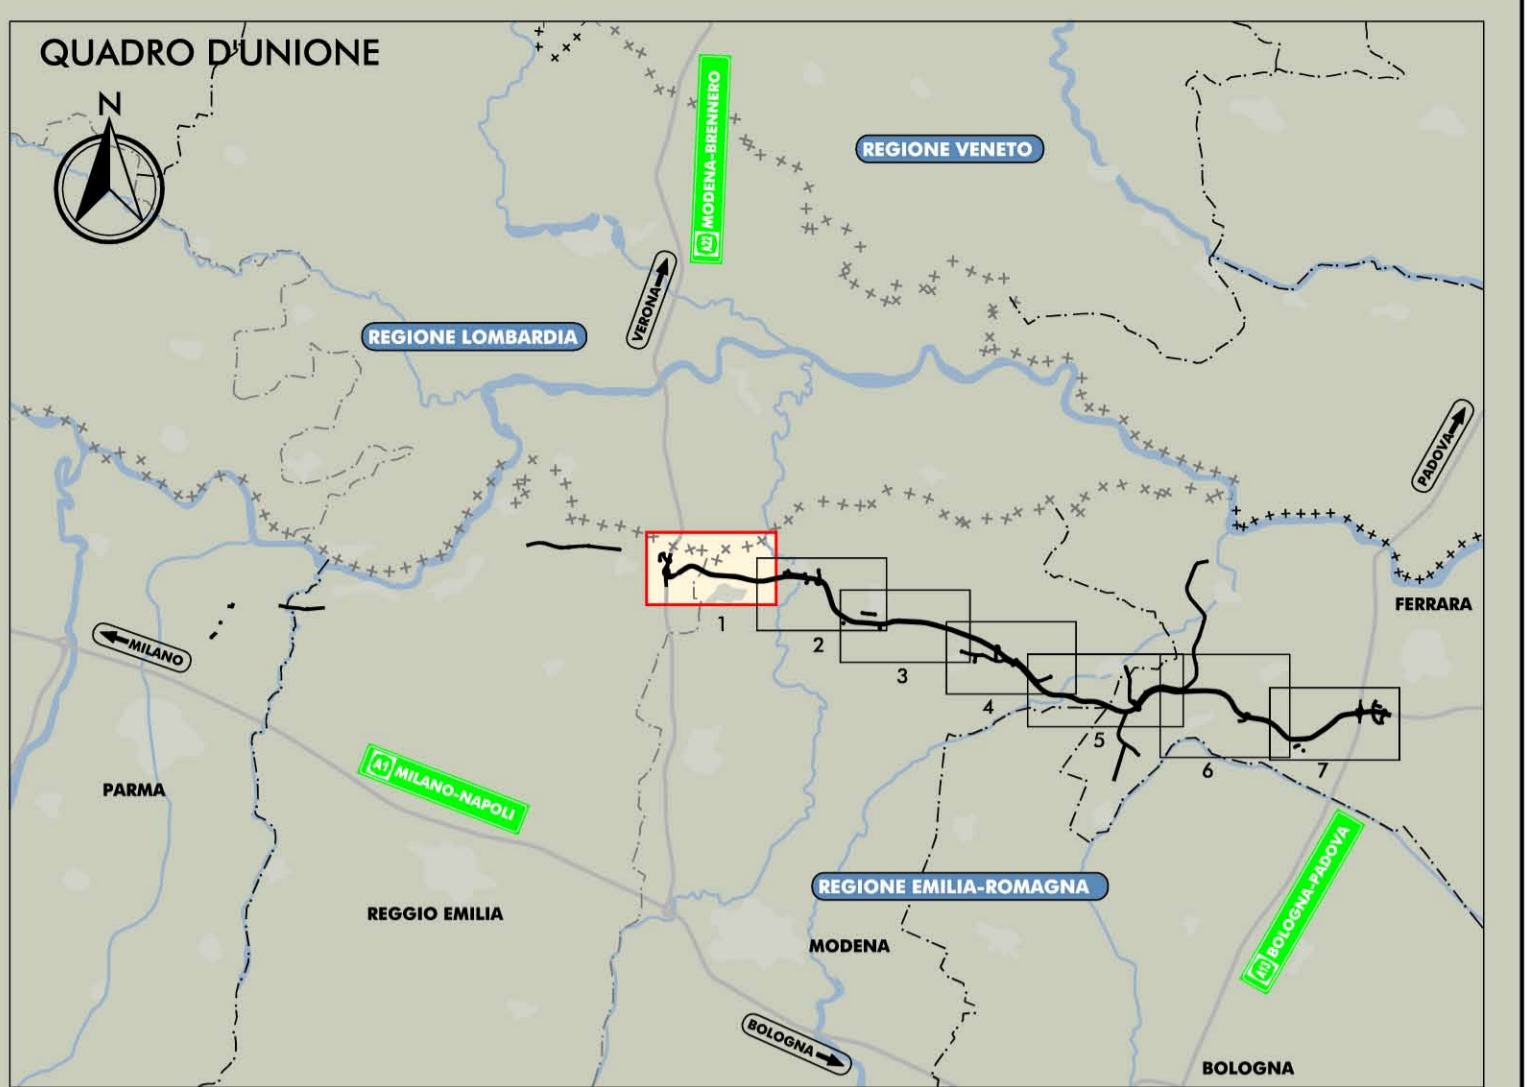 QUADRO D'UNIONE
N
A22 MODENA-BRENNERO
REGIONE VENETO
VERONA
REGIONE LOMBARDIA
PADOVA
FERRARA
MILANO
1
2
3
4
5
6
7
PARMA
A1 MILANO-NAPOLI
A13 BOLOGNA-PADOVA
REGIONE EMILIA-ROMAGNA
REGGIO EMILIA
MODENA
BOLOGNA
BOLOGNA